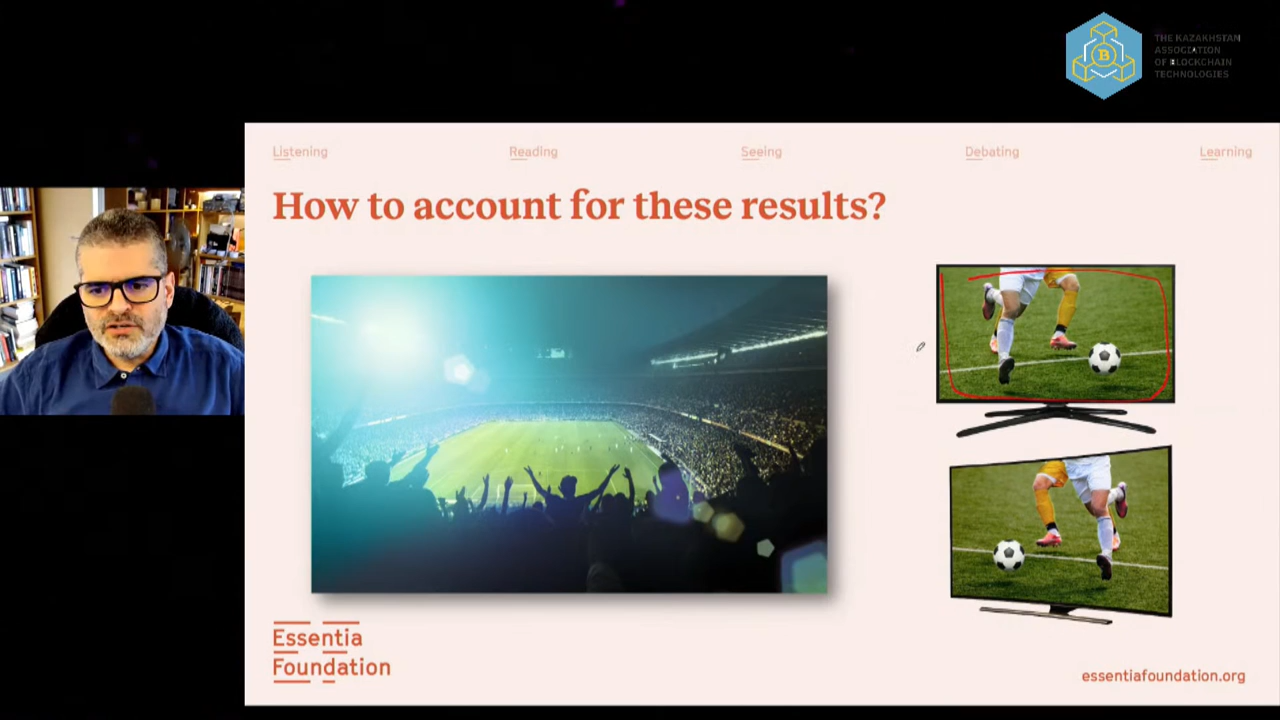 THE KAZAKHSTAN
ASSOCIATION
OF BLOCKCHAIN
TECHNOLOGIES
B
Listening Reading Seeing Debating Learning
How to account for these results?
Essentia
Foundation
essentiafoundation.org